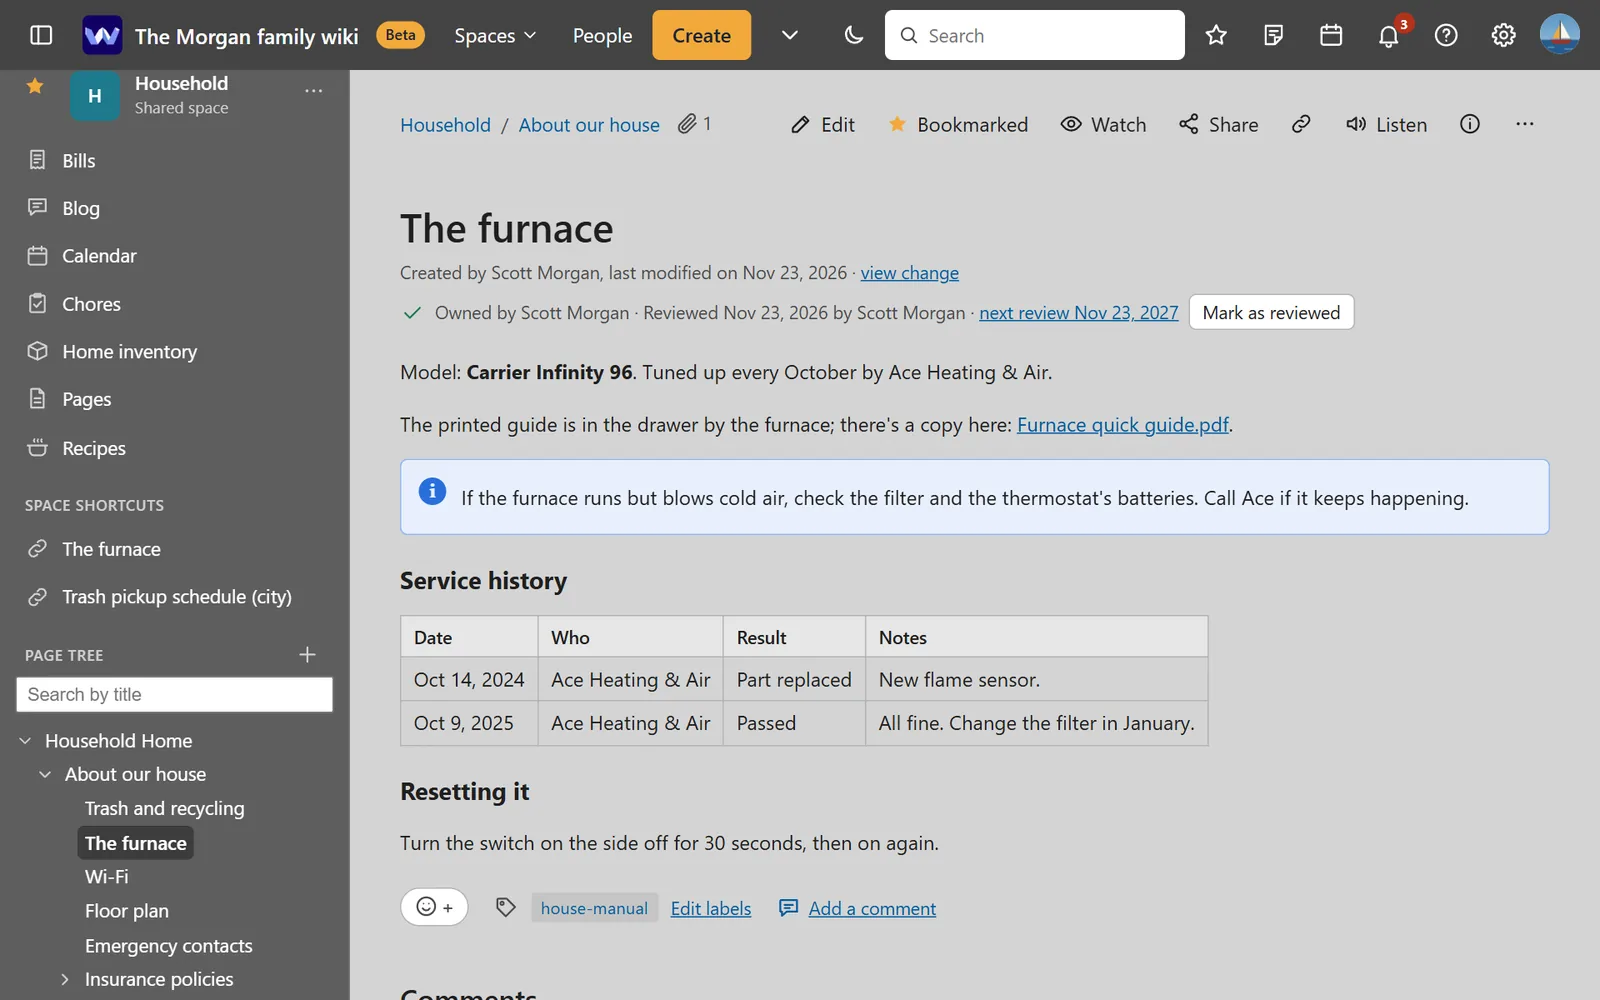 The Morgan family wiki Beta Spaces People Create Search 3
Household
Shared space
H
Bills
Blog
Calendar
Chores
Home inventory
Pages
Recipes
SPACE SHORTCUTS
The furnace
Trash pickup schedule (city)
PAGE TREE
Search by title
Household Home
About our house
Trash and recycling
The furnace
Wi-Fi
Floor plan
Emergency contacts
Insurance policies
Household / About our house 1 Edit Bookmarked Watch Share Listen
The furnace
Created by Scott Morgan, last modified on Nov 23, 2026 · view change
Owned by Scott Morgan · Reviewed Nov 23, 2026 by Scott Morgan · next review Nov 23, 2027 Mark as reviewed
Model: Carrier Infinity 96. Tuned up every October by Ace Heating & Air.
The printed guide is in the drawer by the furnace; there's a copy here: Furnace quick guide.pdf.
If the furnace runs but blows cold air, check the filter and the thermostat's batteries. Call Ace if it keeps happening.
Service history
Date Who Result Notes
Oct 14, 2024 Ace Heating & Air Part replaced New flame sensor.
Oct 9, 2025 Ace Heating & Air Passed All fine. Change the filter in January.
Resetting it
Turn the switch on the side off for 30 seconds, then on again.
+ house-manual Edit labels Add a comment
Comments